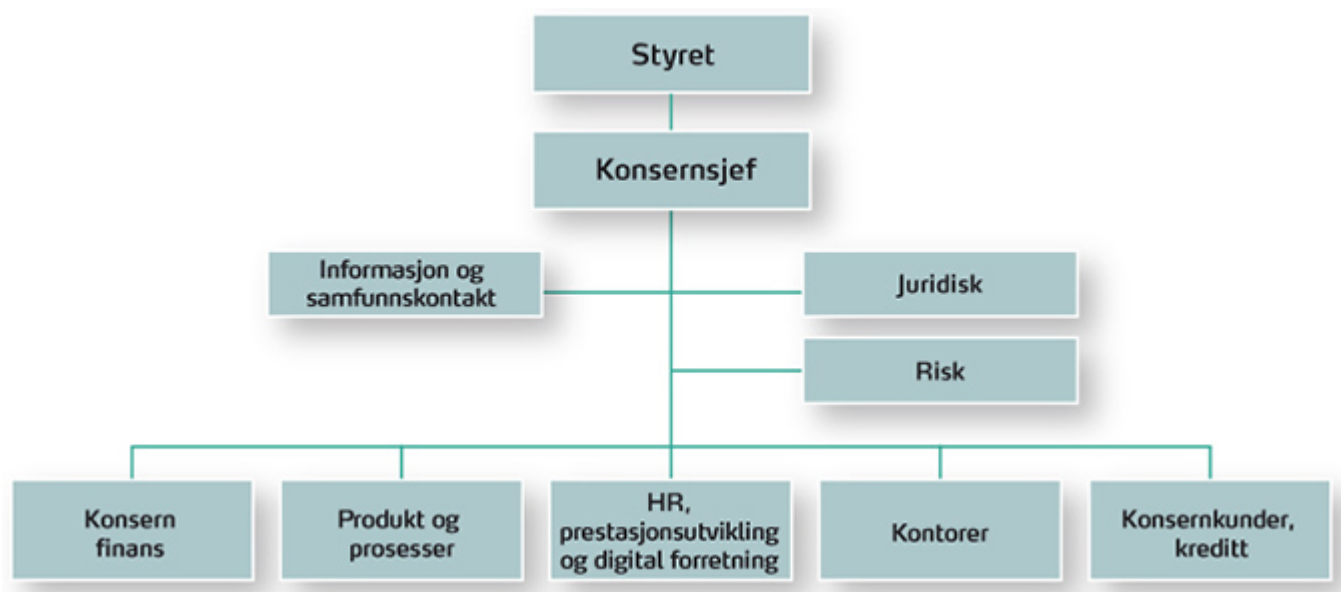 Styret
Konsernsjef
Informasjon og
samfunnskontakt
Juridisk
Risk
Konsern
finans
Produkt og
prosesser
HR,
prestasjonsutvikling
og digital forretning
Kontorer
Konsernkunder,
kreditt